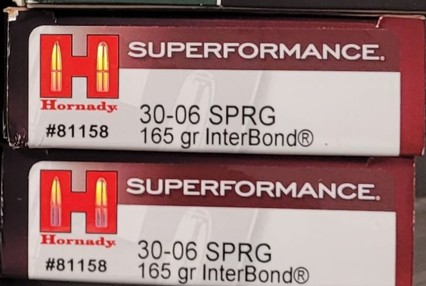 SUPERFORMANCE.
Hornady
30-06 SPRG
#81158
165 gr InterBond®
SUPERFORMANCE.
Hornady
30-06 SPRG
#81158
165 gr InterBond®